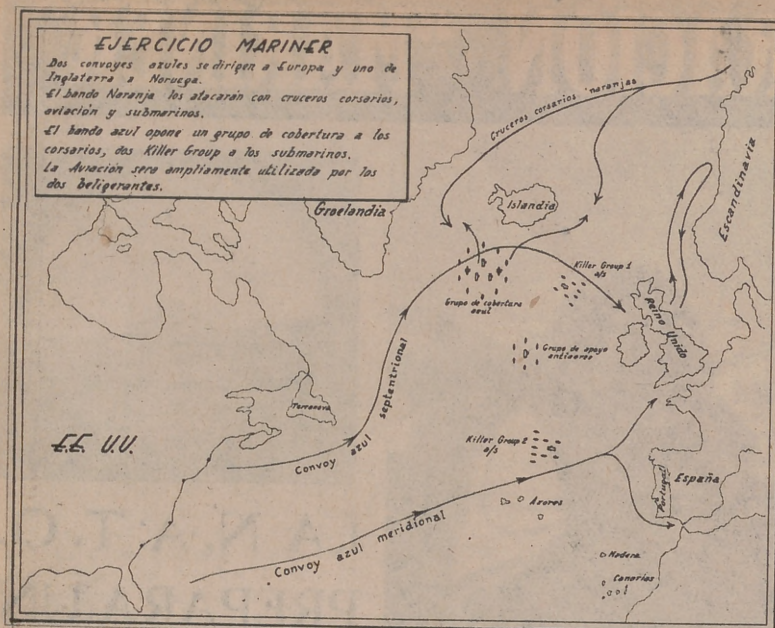 EJERCICIO MARINER
Dos convoyes azules se dirigen a Europa y uno de
Inglaterra a Noruega.
El bando Naranja los atacarán con cruceros corsarios,
aviación y submarinos.
El bando azul opone un grupo de cobertura a los
corsarios, dos Killer Group a los submarinos.
La Aviación sera ampliamente utilizada por los
dos beligerantes.
Cruceros corsarios naranjas
Groelandia
Islandia
Escandinavia
Killer Group 1
a/s
Grupo de cobertura
azul
Reino Unido
Grupo de apoyo
antiaereo
Terranova
EE U.U.
Convoy azul septentrional
Killer Group 2
a/s
España
Portugal
Azores
Convoy azul meridional
Madera
Canarias